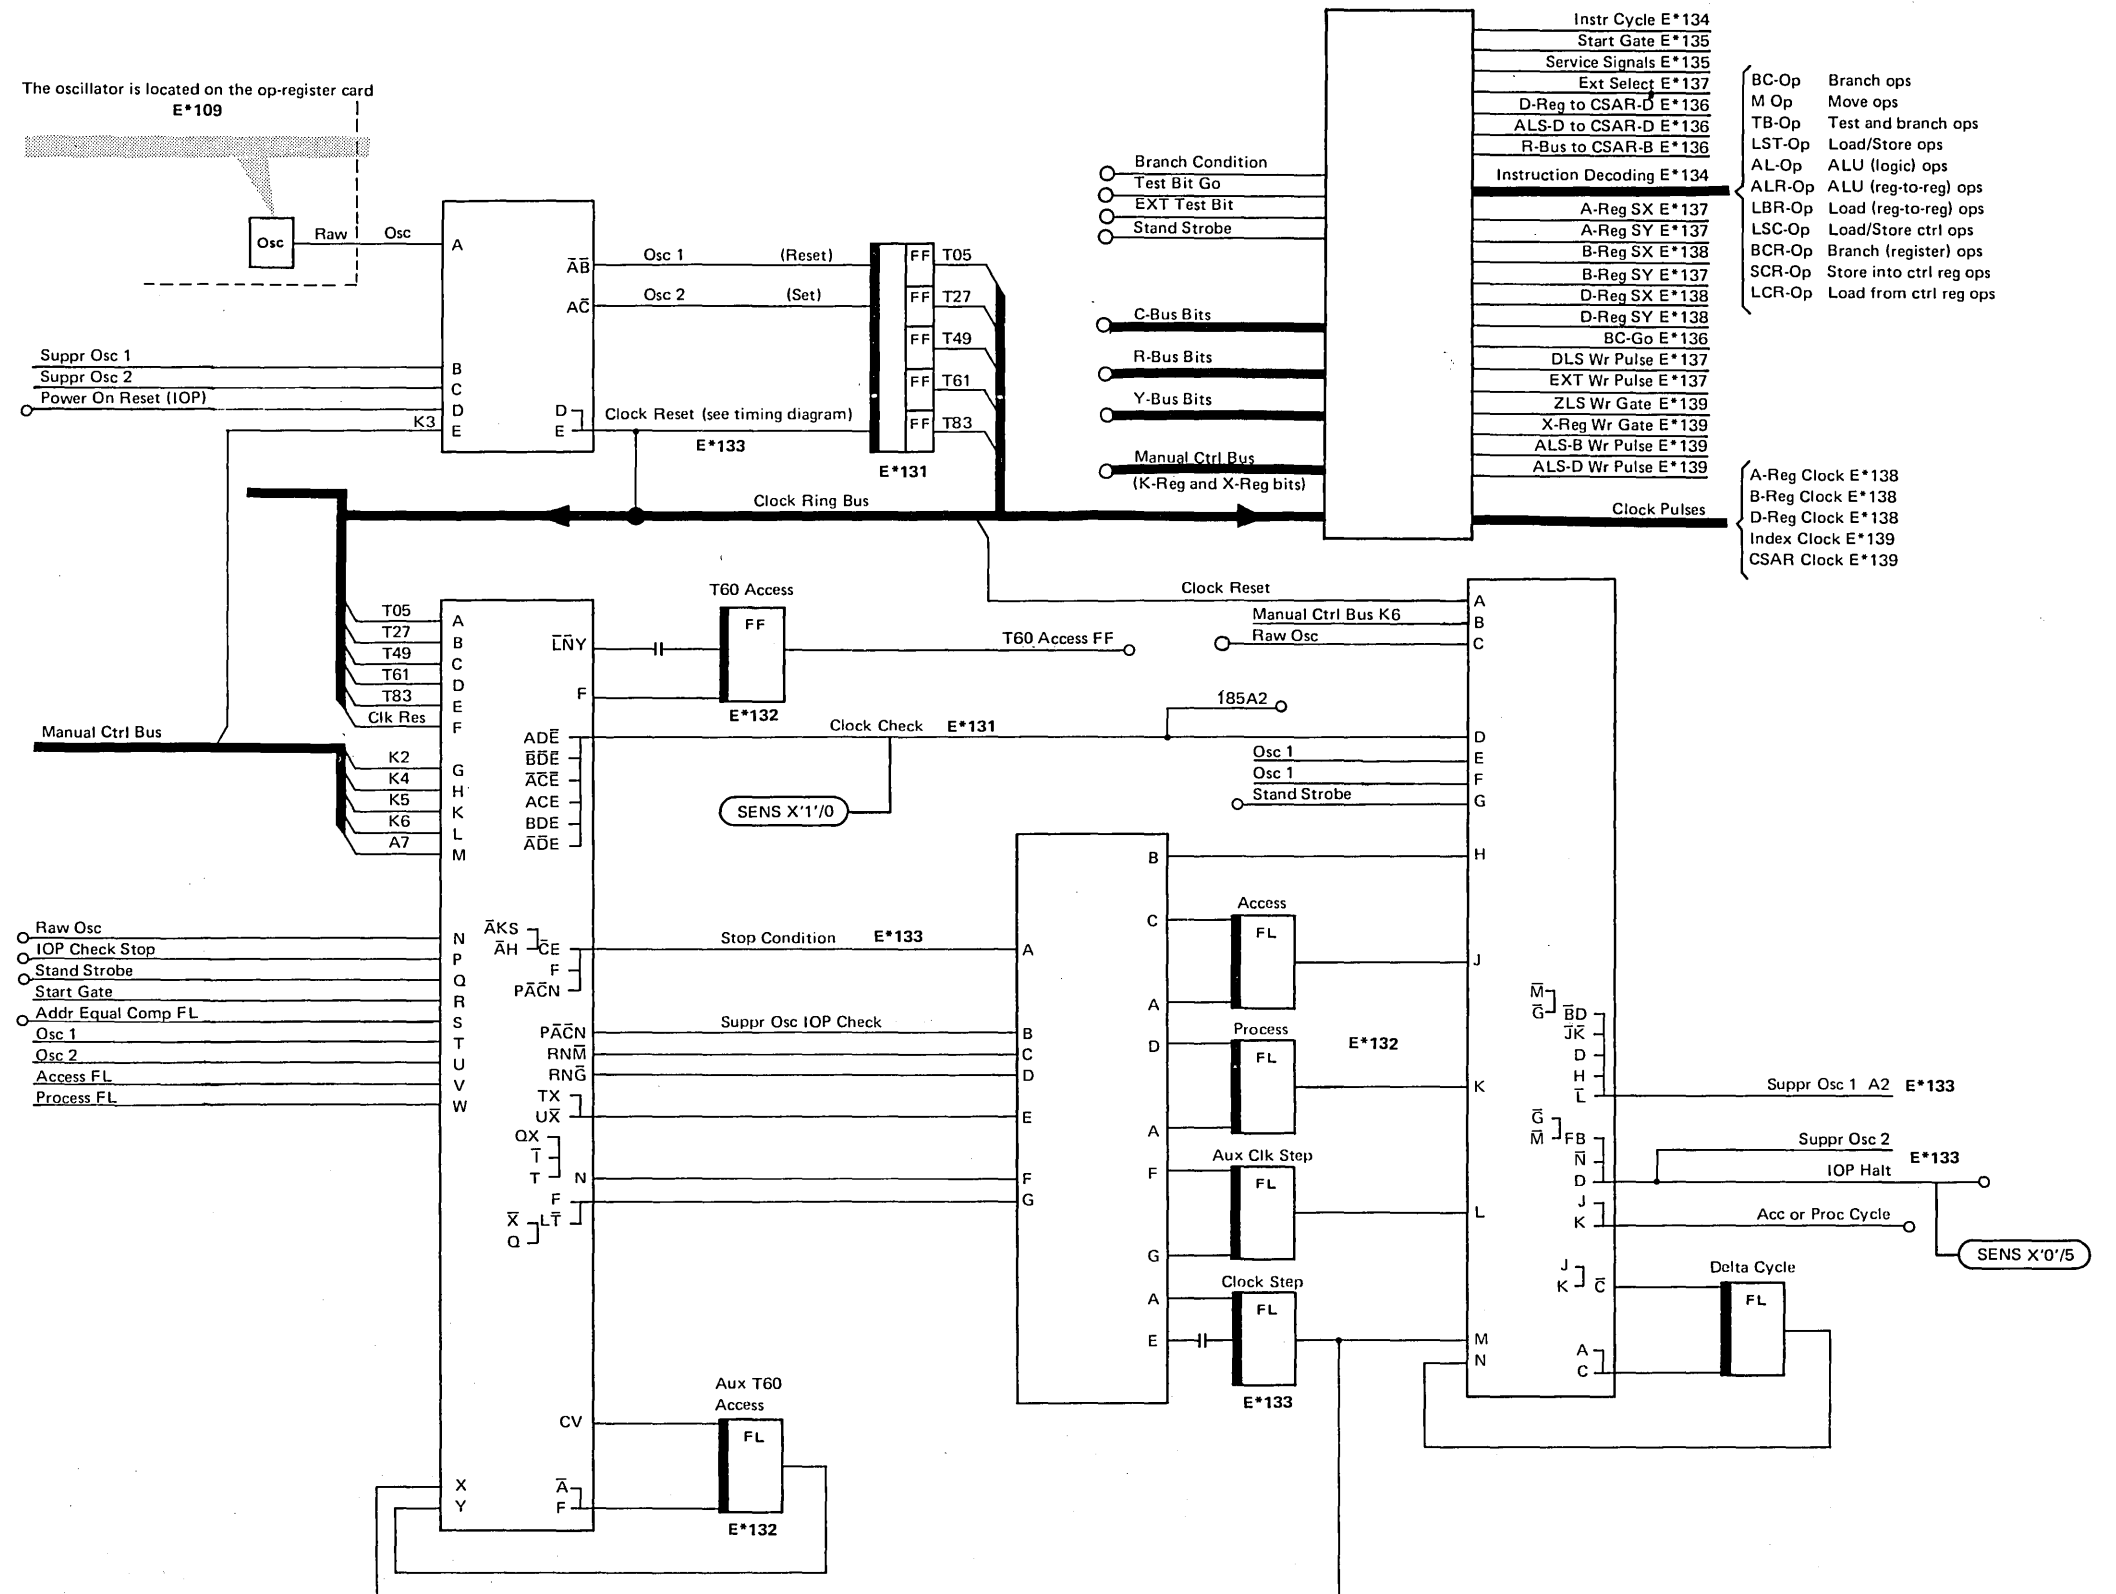 The oscillator is located on the op-register card
E*109
Osc
Raw Osc
A
A̅B̅
AC̅
Osc 1 (Reset)
Osc 2 (Set)
FF T05
FF T27
FF T49
FF T61
FF T83
E*131
Suppr Osc 1
Suppr Osc 2
Power On Reset (IOP)
K3
B
C
D
E
D
E
Clock Reset (see timing diagram)
E*133
Clock Ring Bus
Branch Condition
Test Bit Go
EXT Test Bit
Stand Strobe
C-Bus Bits
R-Bus Bits
Y-Bus Bits
Manual Ctrl Bus
(K-Reg and X-Reg bits)
Instr Cycle E*134
Start Gate E*135
Service Signals E*135
Ext Select E*137
D-Reg to CSAR-D E*136
ALS-D to CSAR-D E*136
R-Bus to CSAR-B E*136
Instruction Decoding E*134
A-Reg SX E*137
A-Reg SY E*137
B-Reg SX E*138
B-Reg SY E*137
D-Reg SX E*138
D-Reg SY E*138
BC-Go E*136
DLS Wr Pulse E*137
EXT Wr Pulse E*137
ZLS Wr Gate E*139
X-Reg Wr Gate E*139
ALS-B Wr Pulse E*139
ALS-D Wr Pulse E*139
Clock Pulses
BC-Op Branch ops
M Op Move ops
TB-Op Test and branch ops
LST-Op Load/Store ops
AL-Op ALU (logic) ops
ALR-Op ALU (reg-to-reg) ops
LBR-Op Load (reg-to-reg) ops
LSC-Op Load/Store ctrl ops
BCR-Op Branch (register) ops
SCR-Op Store into ctrl reg ops
LCR-Op Load from ctrl reg ops
A-Reg Clock E*138
B-Reg Clock E*138
D-Reg Clock E*138
Index Clock E*139
CSAR Clock E*139
T05 A
T27 B
T49 C
T61 D
T83 E
Clk Res F
Manual Ctrl Bus
K2 G
K4 H
K5 K
K6 L
A7 M
Raw Osc N
IOP Check Stop P
Stand Strobe Q
Start Gate R
Addr Equal Comp FL S
Osc 1 T
Osc 2 U
Access FL V
Process FL W
X
Y
L̅N̅Y
F
T60 Access
FF
E*132
T60 Access FF
ADE̅
B̅D̅E̅
A̅C̅E̅
ACE
BDE
A̅D̅E
Clock Check E*131
185A2
SENS X'1'/0
A̅KS
A̅H C̅E
F
PA̅C̅N
Stop Condition E*133
PA̅C̅N
Suppr Osc IOP Check
RNM̅
RNG̅
TX
UX̅
QX
T̅
T N
F
X̅ LT̅
Q
CV
A̅
F
Aux T60
Access
FL
E*132
A
B
C
D
E
F
G
B
C
A
D
A
F
G
A
E
Access
FL
Process
FL
E*132
Aux Clk Step
FL
Clock Step
FL
E*133
Clock Reset A
Manual Ctrl Bus K6 B
Raw Osc C
D
Osc 1 E
Osc 1 F
Stand Strobe G
H
J
K
L
M
N
M̅
G̅ B̅D
J̅K̅
D
H
L̅
Suppr Osc 1 A2 E*133
G̅
M̅ FB
N̅
D
Suppr Osc 2
E*133
IOP Halt
J
K
Acc or Proc Cycle
SENS X'0'/5
J
K C̅
A
C
Delta Cycle
FL